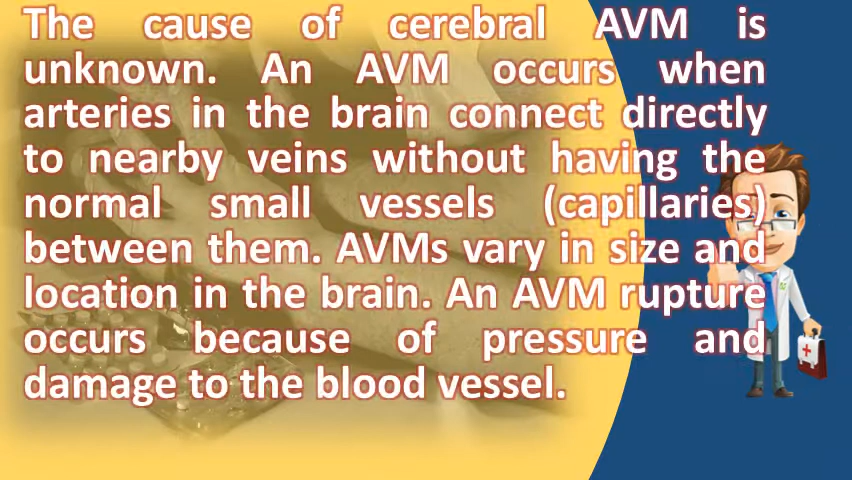 The cause of cerebral AVM is
unknown. An AVM occurs when
arteries in the brain connect directly
to nearby veins without having the
normal small vessels (capillaries)
between them. AVMs vary in size and
location in the brain. An AVM rupture
occurs because of pressure and
damage to the blood vessel.